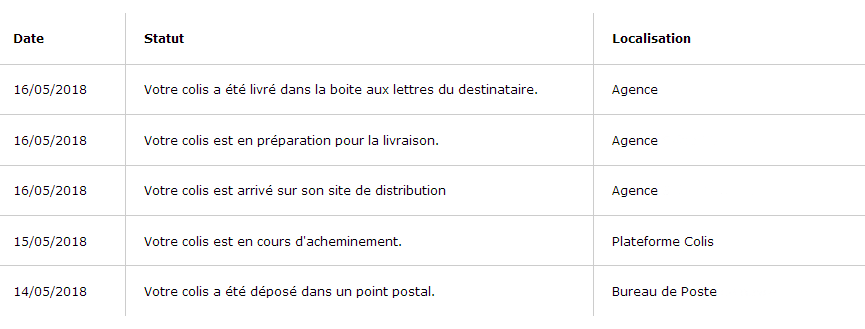 Date Statut Localisation
16/05/2018 Votre colis a été livré dans la boite aux lettres du destinataire. Agence
16/05/2018 Votre colis est en préparation pour la livraison. Agence
16/05/2018 Votre colis est arrivé sur son site de distribution Agence
15/05/2018 Votre colis est en cours d'acheminement. Plateforme Colis
14/05/2018 Votre colis a été déposé dans un point postal. Bureau de Poste